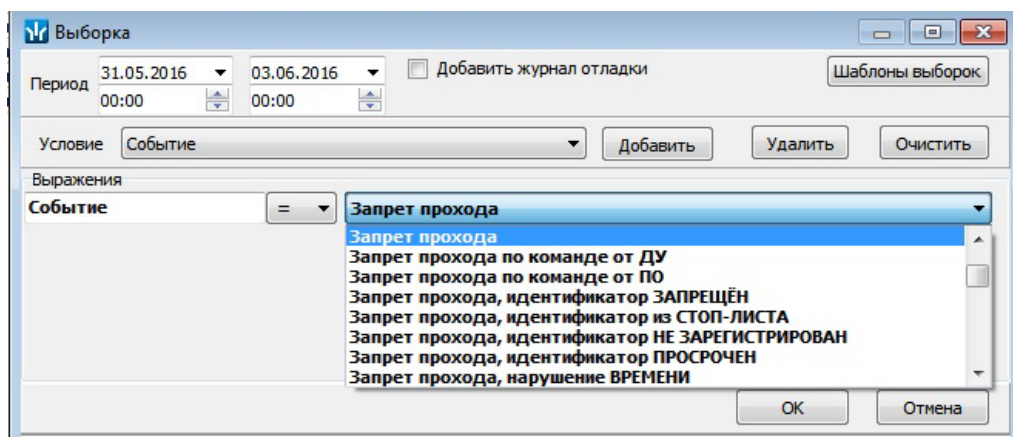 Выборка
Период 31.05.2016 03.06.2016 Добавить журнал отладки Шаблоны выборок
00:00 00:00
Условие Событие Добавить Удалить Очистить
Выражения
Событие = Запрет прохода
Запрет прохода
Запрет прохода по команде от ДУ
Запрет прохода по команде от ПО
Запрет прохода, идентификатор ЗАПРЕЩЁН
Запрет прохода, идентификатор из СТОП-ЛИСТА
Запрет прохода, идентификатор НЕ ЗАРЕГИСТРИРОВАН
Запрет прохода, идентификатор ПРОСРОЧЕН
Запрет прохода, нарушение ВРЕМЕНИ
ОК Отмена